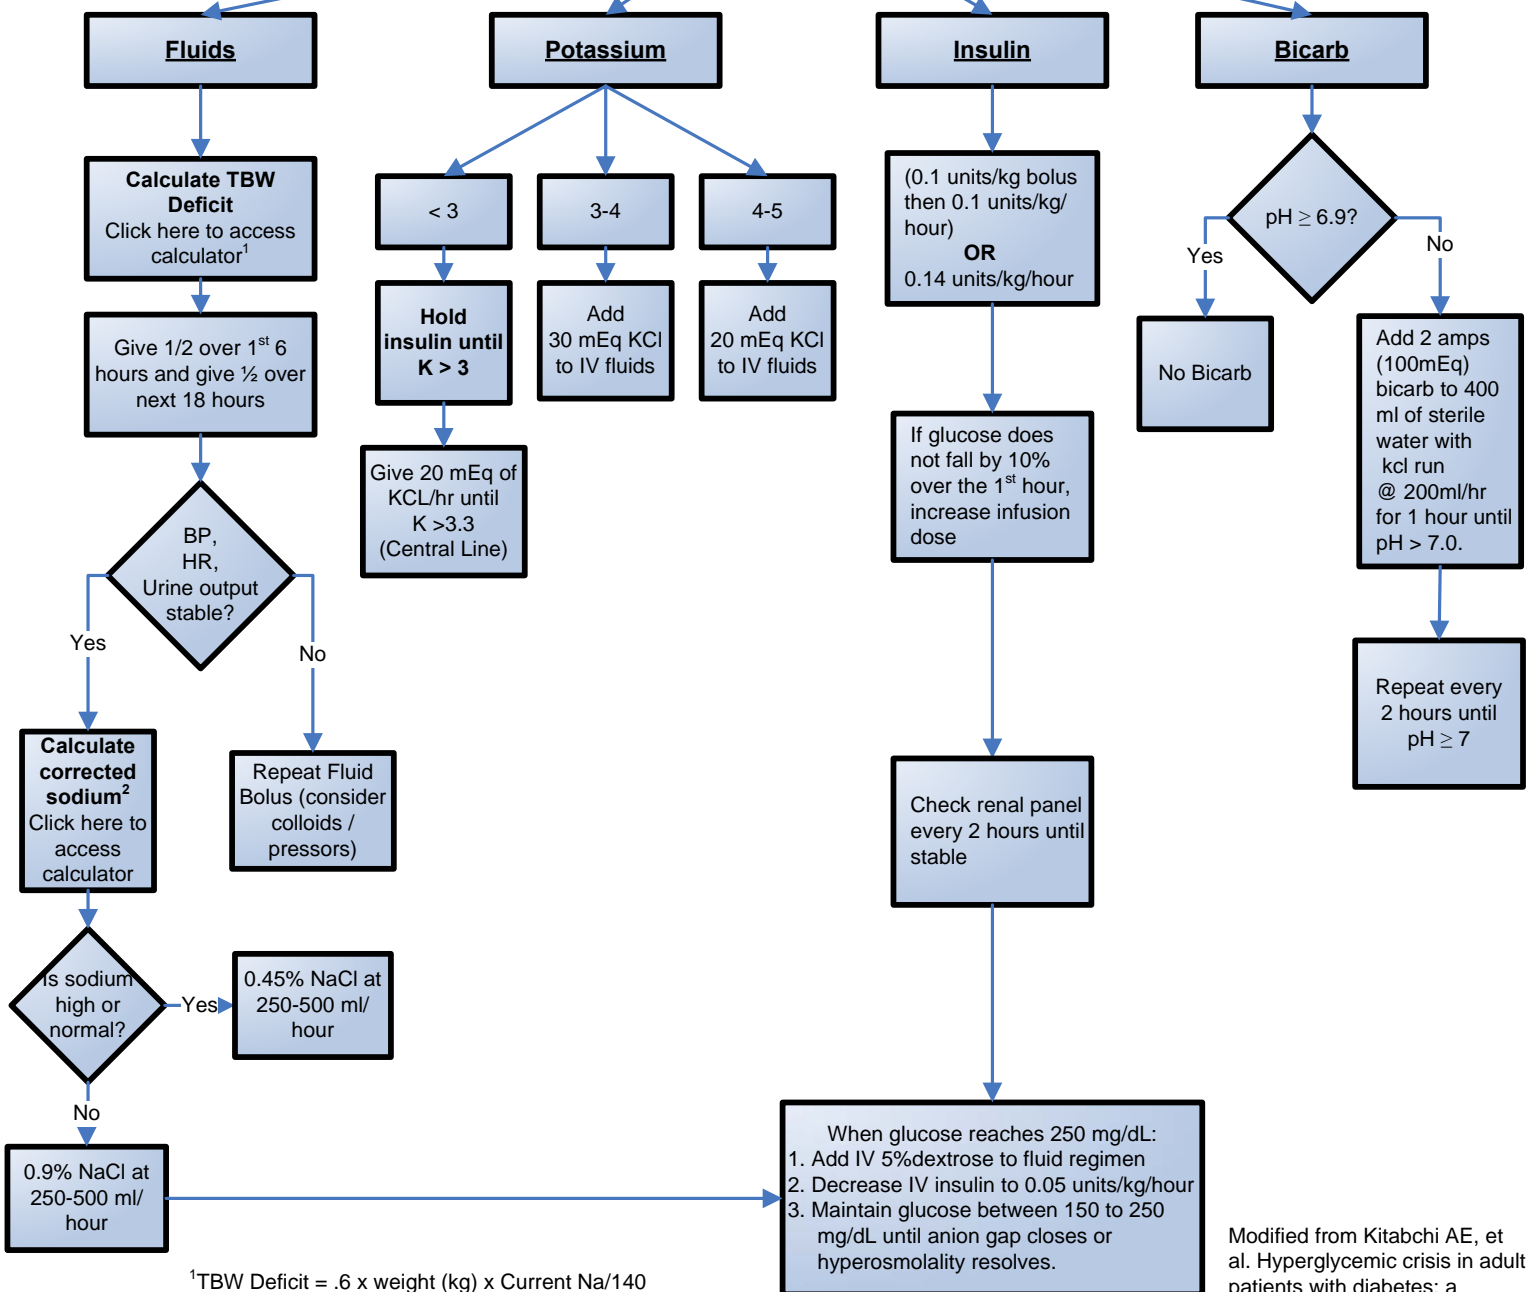 Fluids
Calculate TBW
Deficit
Click here to access
calculator1
Give 1/2 over 1st 6
hours and give ½ over
next 18 hours
BP,
HR,
Urine output
stable?
Yes
No
Calculate
corrected
sodium2
Click here to
access
calculator
Repeat Fluid
Bolus (consider
colloids /
pressors)
Is sodium
high or
normal?
Yes
0.45% NaCl at
250-500 ml/
hour
No
0.9% NaCl at
250-500 ml/
hour
Potassium
< 3
3-4
4-5
Hold
insulin until
K > 3
Add
30 mEq KCl
to IV fluids
Add
20 mEq KCl
to IV fluids
Give 20 mEq of
KCL/hr until
K >3.3
(Central Line)
Insulin
(0.1 units/kg bolus
then 0.1 units/kg/
hour)
OR
0.14 units/kg/hour
If glucose does
not fall by 10%
over the 1st hour,
increase infusion
dose
Check renal panel
every 2 hours until
stable
When glucose reaches 250 mg/dL:
1. Add IV 5%dextrose to fluid regimen
2. Decrease IV insulin to 0.05 units/kg/hour
3. Maintain glucose between 150 to 250
mg/dL until anion gap closes or
hyperosmolality resolves.
Bicarb
pH ≥ 6.9?
Yes
No
No Bicarb
Add 2 amps
(100mEq)
bicarb to 400
ml of sterile
water with
kcl run
@ 200ml/hr
for 1 hour until
pH > 7.0.
Repeat every
2 hours until
pH ≥ 7
1TBW Deficit = .6 x weight (kg) x Current Na/140
Modified from Kitabchi AE, et
al. Hyperglycemic crisis in adult
patients with diabetes: a